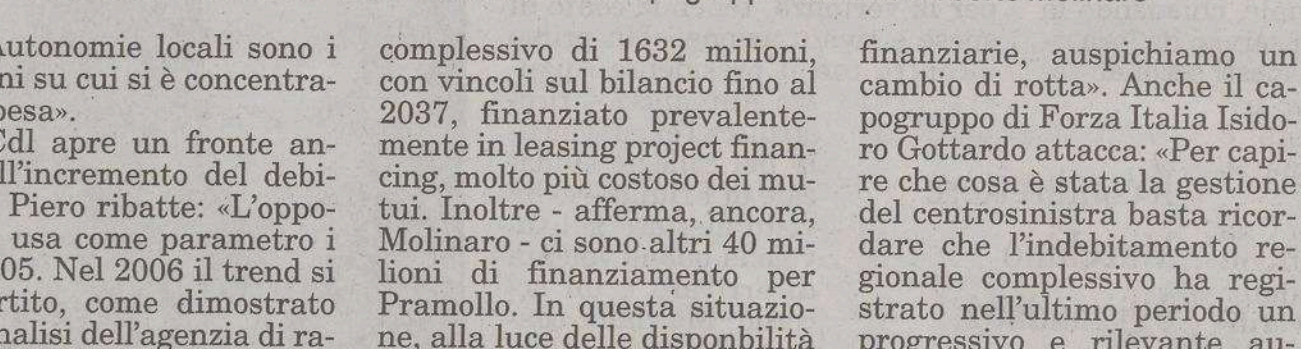 utonomie locali sono i
ni su cui si è concentra-
pesa».
Cdl apre un fronte an-
ll'incremento del debi-
Piero ribatte: «L'oppo-
usa come parametro i
05. Nel 2006 il trend si
rtito, come dimostrato
nalisi dell'agenzia di ra-
complessivo di 1632 milioni,
con vincoli sul bilancio fino al
2037, finanziato prevalente-
mente in leasing project finan-
cing, molto più costoso dei mu-
tui. Inoltre - afferma, ancora,
Molinaro - ci sono altri 40 mi-
lioni di finanziamento per
Pramollo. In questa situazio-
ne, alla luce delle disponbilità
finanziarie, auspichiamo un
cambio di rotta». Anche il ca-
pogruppo di Forza Italia Isido-
ro Gottardo attacca: «Per capi-
re che cosa è stata la gestione
del centrosinistra basta ricor-
dare che l'indebitamento re-
gionale complessivo ha regi-
strato nell'ultimo periodo un
progressivo e rilevante au-